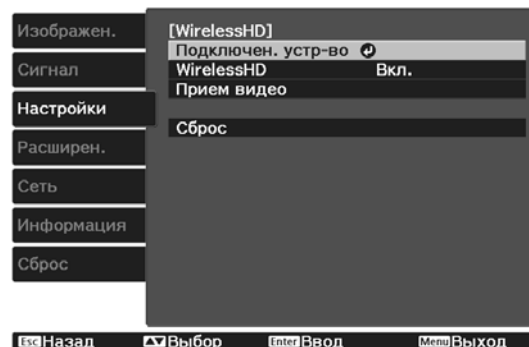 Изображен.
Сигнал
Настройки
Расширен.
Сеть
Информация
Сброс
[WirelessHD]
Подключен. устр-во
WirelessHD Вкл.
Прием видео
Сброс
Esc Назад Выбор Enter Ввод Menu Выход